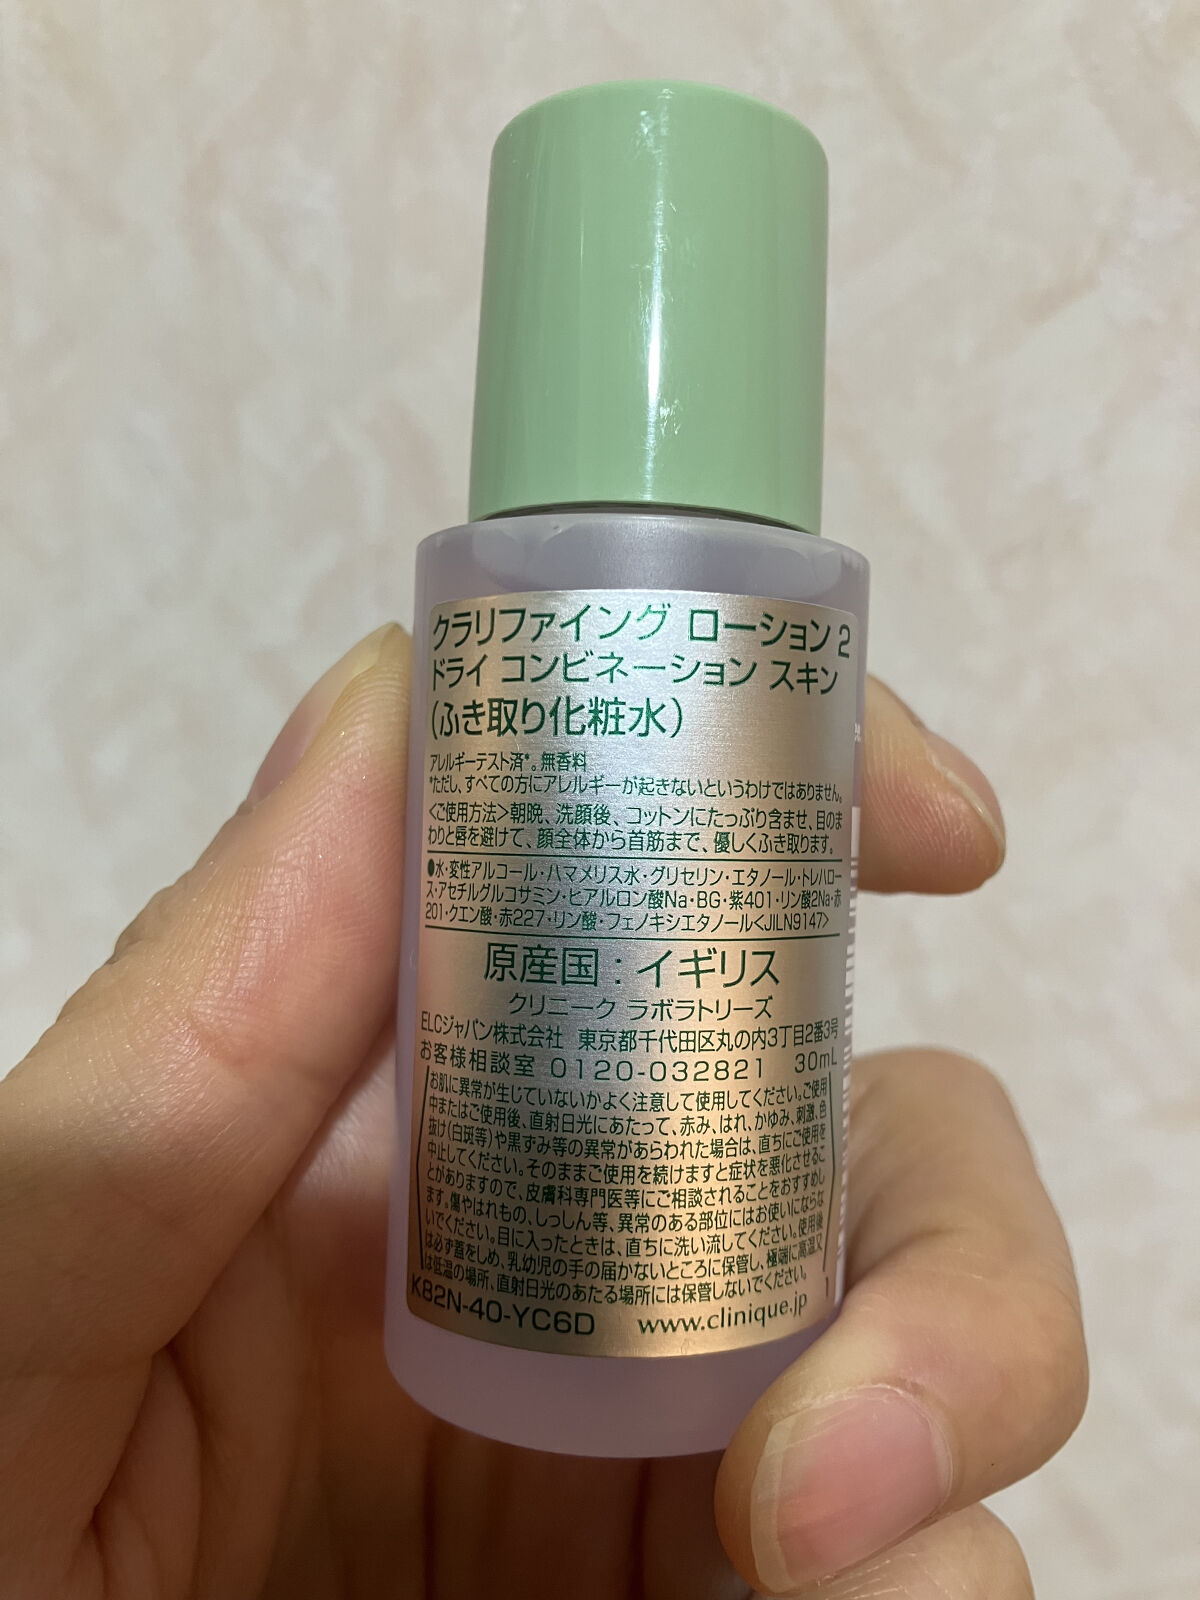 クラリファイング ローション 2
ドライ コンビネーション スキン
(ふき取り化粧水)
アレルギーテスト済*。無香料
*ただし、すべての方にアレルギーが起きないというわけではありません。
<ご使用方法>朝晩、洗顔後、コットンにたっぷり含ませ、目のま
わりと唇を避けて、顔全体から首筋まで、優しくふき取ります。
●水・変性アルコール・ハマメリス水・グリセリン・エタノール・トレハロー
ス・アセチルグルコサミン・ヒアルロン酸Na・BG・紫401・リン酸2Na・赤
201・クエン酸・赤227・リン酸・フェノキシエタノール<JILN9147>
原産国：イギリス
クリニーク ラボラトリーズ
ELCジャパン株式会社 東京都千代田区丸の内3丁目2番3号
お客様相談室 0120-032821 30mL
お肌に異常が生じていないかよく注意して使用してください。ご使用
中またはご使用後、直射日光にあたって、赤み、はれ、かゆみ、刺激、色
抜け(白斑等)や黒ずみ等の異常があらわれた場合は、直ちにご使用を
中止してください。そのままご使用を続けますと症状を悪化させるこ
とがありますので、皮膚科専門医等にご相談されることをおすすめし
ます。傷やはれもの、しっしん等、異常のある部位にはお使いにならな
いでください。目に入ったときは、直ちに洗い流してください。使用後
は必ず蓋をしめ、乳幼児の手の届かないところに保管し、極端に高温又
は低温の場所、直射日光のあたる場所には保管しないでください。
K82N-40-YC6D www.clinique.jp